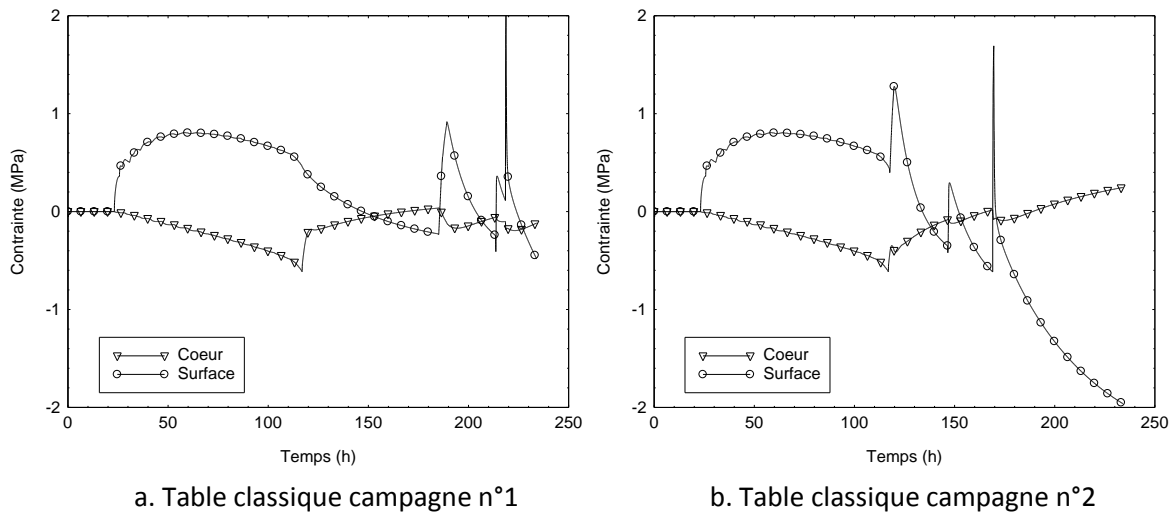 2
1
0
-1
-2
Contrainte (MPa)
Coeur
Surface
0 50 100 150 200 250
Temps (h)
a. Table classique campagne n°1
2
1
0
-1
-2
Contrainte (MPa)
Coeur
Surface
0 50 100 150 200 250
Temps (h)
b. Table classique campagne n°2